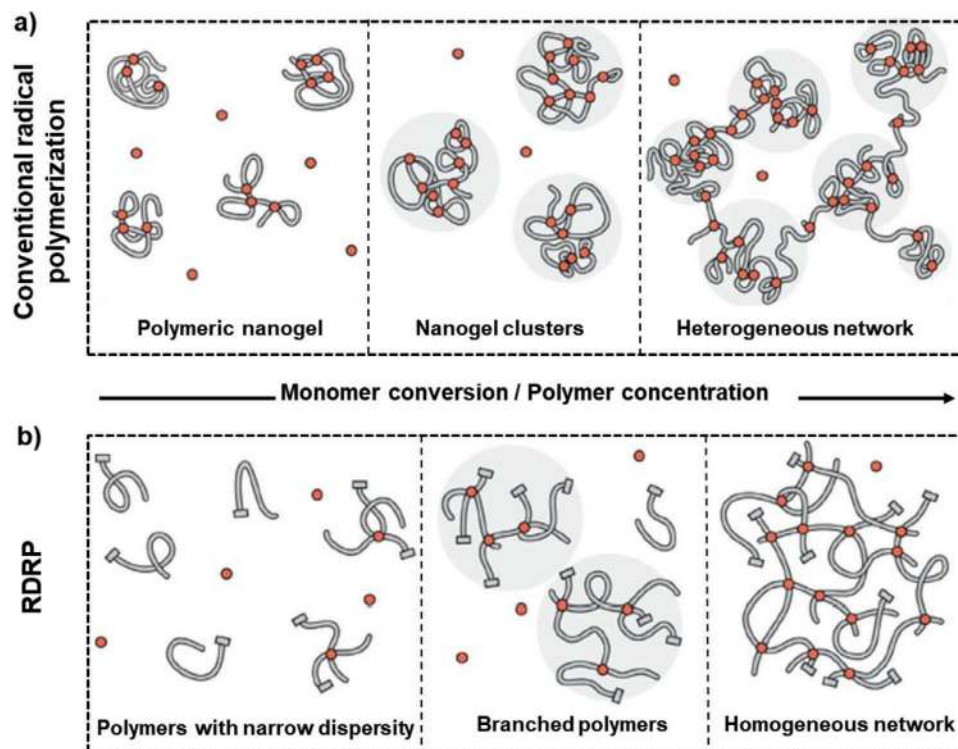 a)
Conventional radical
polymerization
Polymeric nanogel
Nanogel clusters
Heterogeneous network
Monomer conversion / Polymer concentration
b)
RDRP
Polymers with narrow dispersity
Branched polymers
Homogeneous network